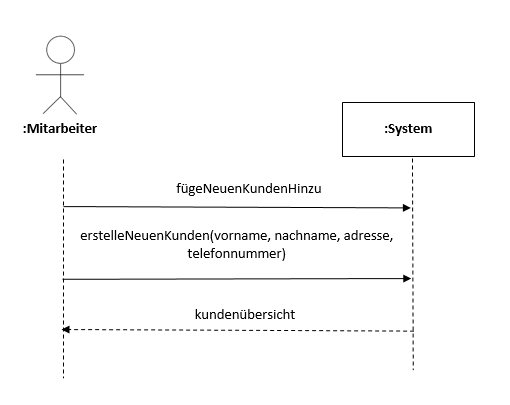 :Mitarbeiter
:System
fügeNeuenKundenHinzu
erstelleNeuenKunden(vorname, nachname, adresse,
telefonnummer)
kundenübersicht